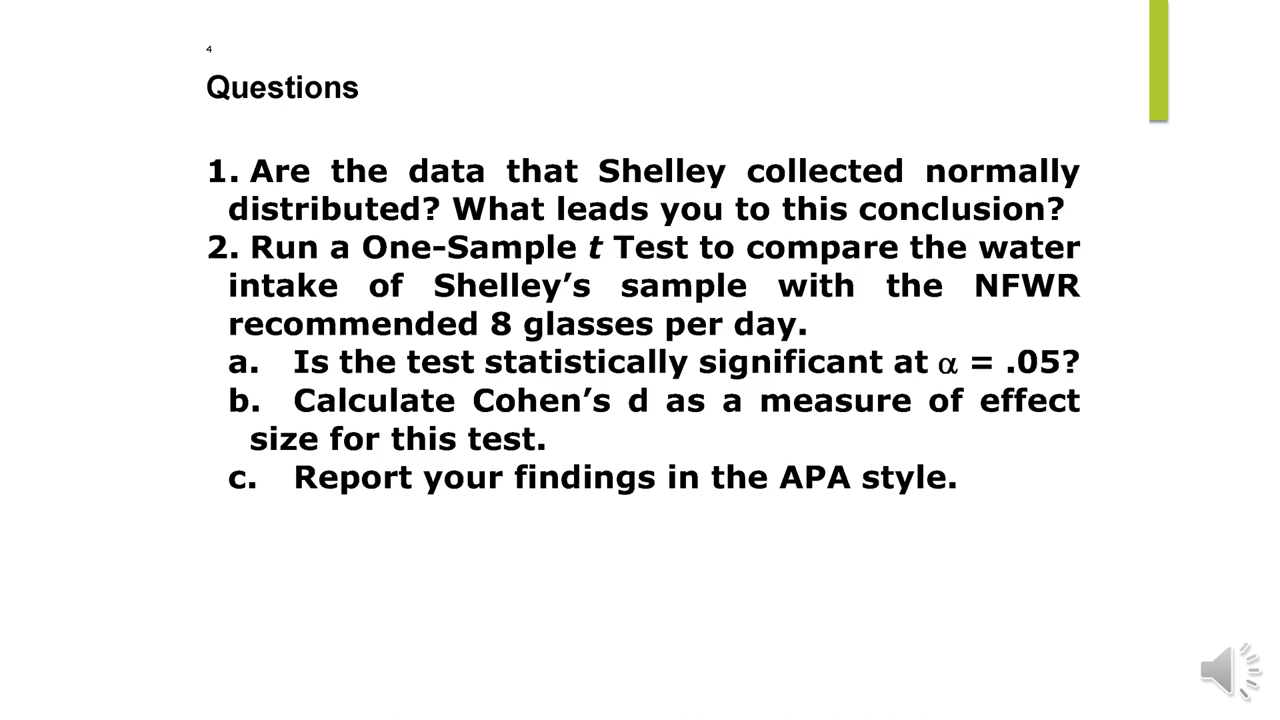 4
Questions
1. Are the data that Shelley collected normally
distributed? What leads you to this conclusion?
2. Run a One-Sample t Test to compare the water
intake of Shelley’s sample with the NFWR
recommended 8 glasses per day.
a. Is the test statistically significant at α = .05?
b. Calculate Cohen’s d as a measure of effect
size for this test.
c. Report your findings in the APA style.